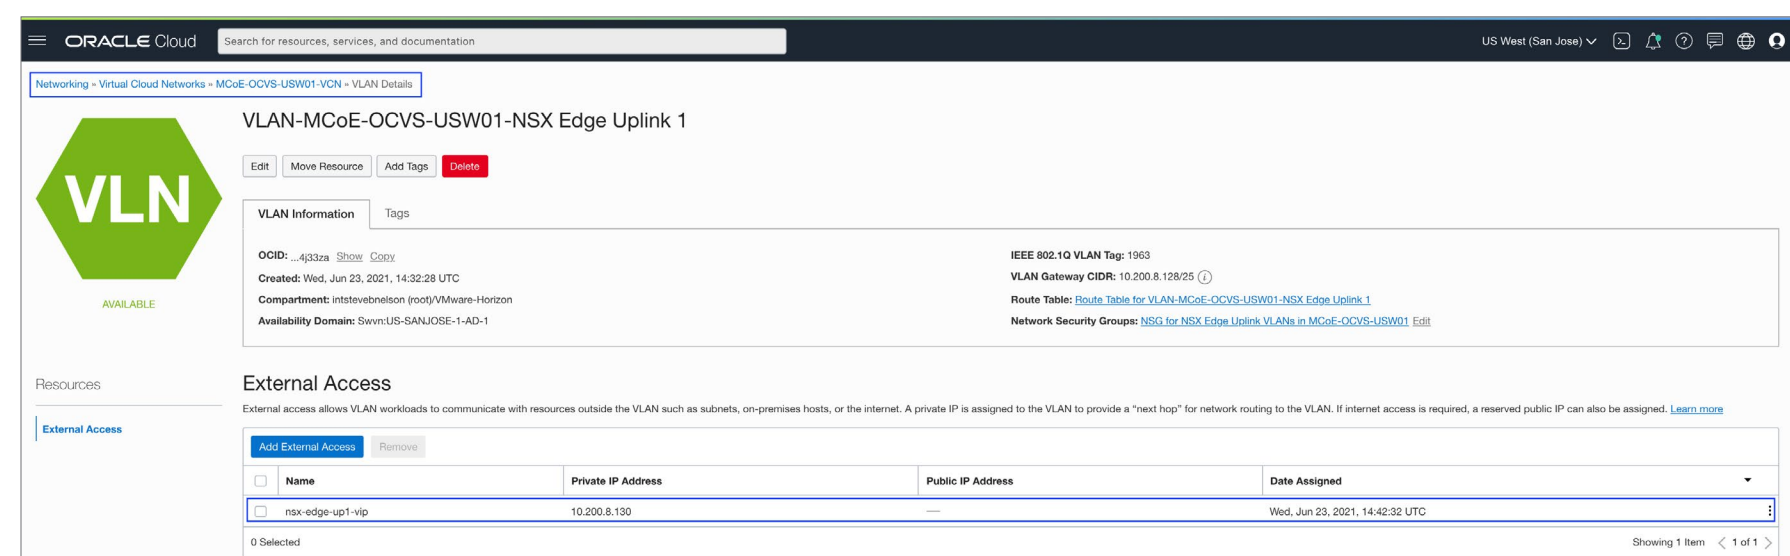 ORACLE Cloud
Search for resources, services, and documentation
US West (San Jose)
Networking » Virtual Cloud Networks » MCoE-OCVS-USW01-VCN » VLAN Details
VLN
AVAILABLE
VLAN-MCoE-OCVS-USW01-NSX Edge Uplink 1
Edit Move Resource Add Tags Delete
VLAN Information Tags
OCID: ...4j33za Show Copy
Created: Wed, Jun 23, 2021, 14:32:28 UTC
Compartment: intstevebnelson (root)/VMware-Horizon
Availability Domain: Swvn:US-SANJOSE-1-AD-1
IEEE 802.1Q VLAN Tag: 1963
VLAN Gateway CIDR: 10.200.8.128/25
Route Table: Route Table for VLAN-MCoE-OCVS-USW01-NSX Edge Uplink 1
Network Security Groups: NSG for NSX Edge Uplink VLANs in MCoE-OCVS-USW01 Edit
Resources
External Access
External Access
External access allows VLAN workloads to communicate with resources outside the VLAN such as subnets, on-premises hosts, or the internet. A private IP is assigned to the VLAN to provide a "next hop" for network routing to the VLAN. If internet access is required, a reserved public IP can also be assigned. Learn more
Add External Access Remove
Name Private IP Address Public IP Address Date Assigned
nsx-edge-up1-vip 10.200.8.130 — Wed, Jun 23, 2021, 14:42:32 UTC
0 Selected Showing 1 Item < 1 of 1 >